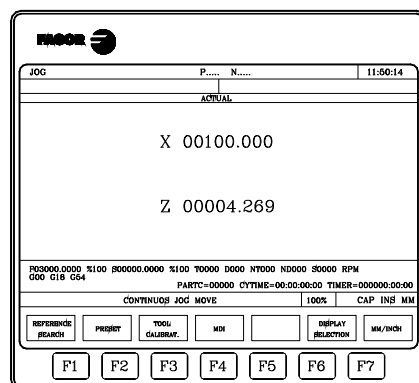 FAGOR
JOG P..... N..... 11:50:14
ACTUAL
X 00100.000
Z 00004.269
F03000.0000 %100 S00000.0000 %100 T0000 D000 NT000 ND000 S0000 RPM
G00 G18 G54
PARTC=00000 CYTIME=00:00:00:00 TIMER=000000:00:00
CONTINUOS JOG MOVE 100% CAP INS MM
REFERENCE SEARCH
PRESET
TOOL CALIBRAT.
MDI
DISPLAY SELECTION
MM/INCH
F1 F2 F3 F4 F5 F6 F7